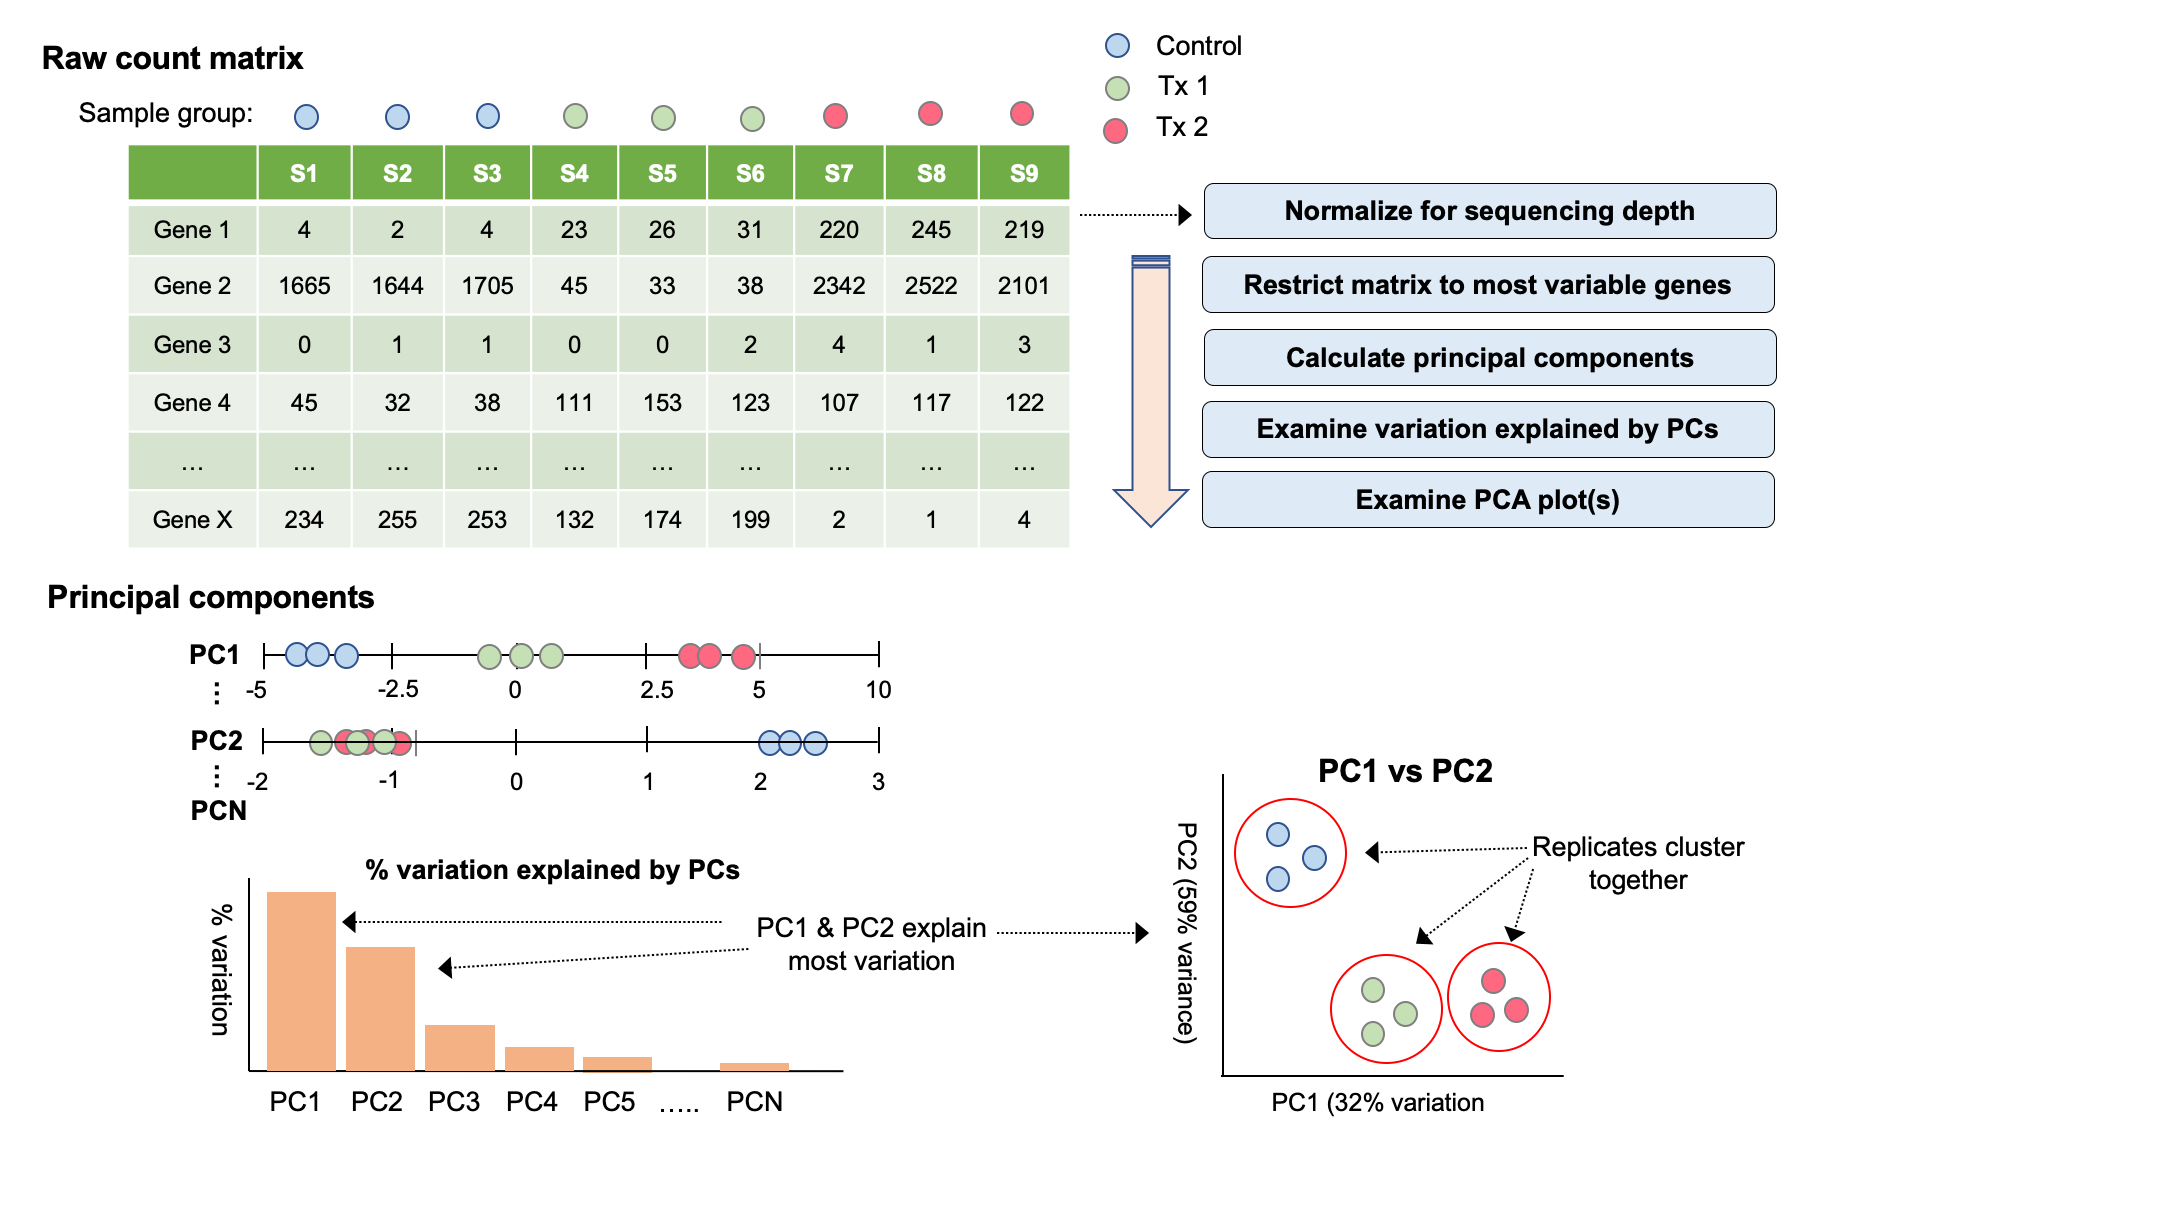 Raw count matrix
Control
Tx 1
Tx 2
Sample group:
S1 S2 S3 S4 S5 S6 S7 S8 S9
Gene 1 4 2 4 23 26 31 220 245 219
Gene 2 1665 1644 1705 45 33 38 2342 2522 2101
Gene 3 0 1 1 0 0 2 4 1 3
Gene 4 45 32 38 111 153 123 107 117 122
... ... ... ... ... ... ... ... ... ...
Gene X 234 255 253 132 174 199 2 1 4
Normalize for sequencing depth
Restrict matrix to most variable genes
Calculate principal components
Examine variation explained by PCs
Examine PCA plot(s)
Principal components
PC1
-5 -2.5 0 2.5 5 10
PC2
-2 -1 0 1 2 3
PCN
% variation explained by PCs
% variation
PC1 & PC2 explain
most variation
PC1 PC2 PC3 PC4 PC5 ..... PCN
PC1 vs PC2
PC2 (59% variance)
Replicates cluster
together
PC1 (32% variation